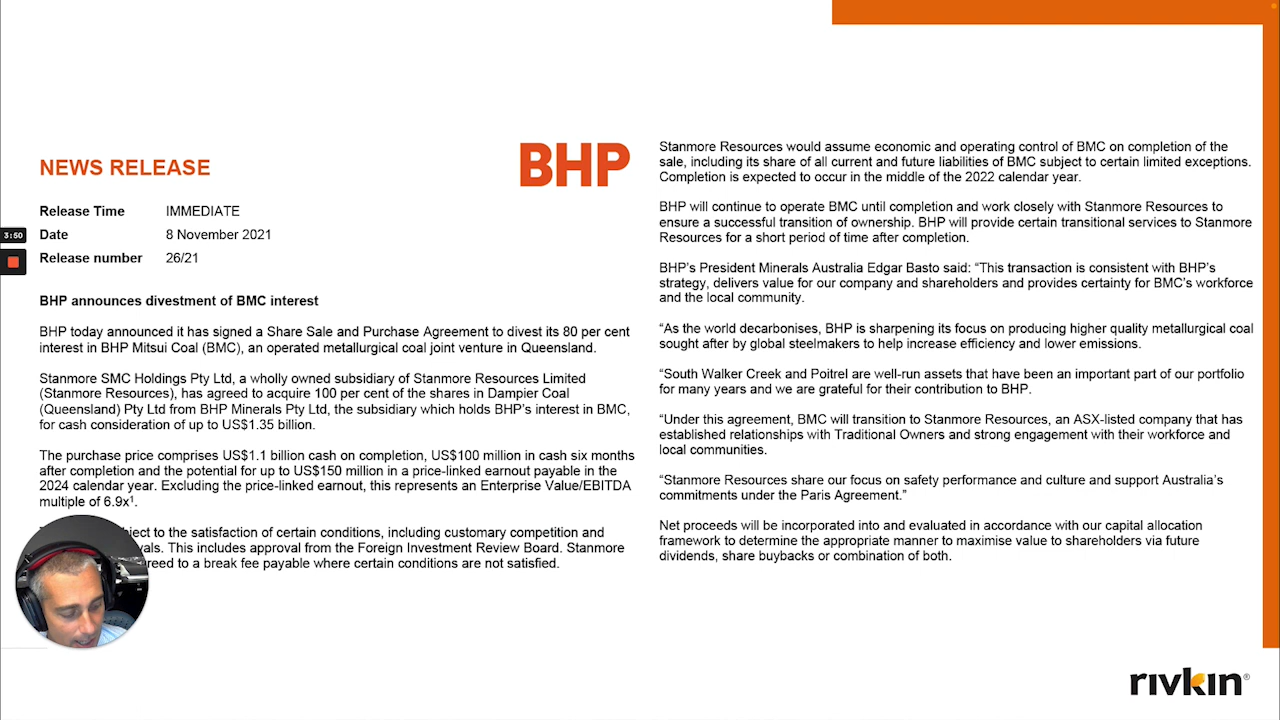 NEWS RELEASE
BHP
Release Time IMMEDIATE
Date 8 November 2021
Release number 26/21
3:50
BHP announces divestment of BMC interest
BHP today announced it has signed a Share Sale and Purchase Agreement to divest its 80 per cent
interest in BHP Mitsui Coal (BMC), an operated metallurgical coal joint venture in Queensland.
Stanmore SMC Holdings Pty Ltd, a wholly owned subsidiary of Stanmore Resources Limited
(Stanmore Resources), has agreed to acquire 100 per cent of the shares in Dampier Coal
(Queensland) Pty Ltd from BHP Minerals Pty Ltd, the subsidiary which holds BHP's interest in BMC,
for cash consideration of up to US$1.35 billion.
The purchase price comprises US$1.1 billion cash on completion, US$100 million in cash six months
after completion and the potential for up to US$150 million in a price-linked earnout payable in the
2024 calendar year. Excluding the price-linked earnout, this represents an Enterprise Value/EBITDA
multiple of 6.9x¹.
to the satisfaction of certain conditions, including customary competition and
This includes approval from the Foreign Investment Review Board. Stanmore
to a break fee payable where certain conditions are not satisfied.
Stanmore Resources would assume economic and operating control of BMC on completion of the
sale, including its share of all current and future liabilities of BMC subject to certain limited exceptions.
Completion is expected to occur in the middle of the 2022 calendar year.
BHP will continue to operate BMC until completion and work closely with Stanmore Resources to
ensure a successful transition of ownership. BHP will provide certain transitional services to Stanmore
Resources for a short period of time after completion.
BHP's President Minerals Australia Edgar Basto said: "This transaction is consistent with BHP's
strategy, delivers value for our company and shareholders and provides certainty for BMC's workforce
and the local community.
"As the world decarbonises, BHP is sharpening its focus on producing higher quality metallurgical coal
sought after by global steelmakers to help increase efficiency and lower emissions.
"South Walker Creek and Poitrel are well-run assets that have been an important part of our portfolio
for many years and we are grateful for their contribution to BHP.
"Under this agreement, BMC will transition to Stanmore Resources, an ASX-listed company that has
established relationships with Traditional Owners and strong engagement with their workforce and
local communities.
"Stanmore Resources share our focus on safety performance and culture and support Australia's
commitments under the Paris Agreement."
Net proceeds will be incorporated into and evaluated in accordance with our capital allocation
framework to determine the appropriate manner to maximise value to shareholders via future
dividends, share buybacks or combination of both.
rivkin®